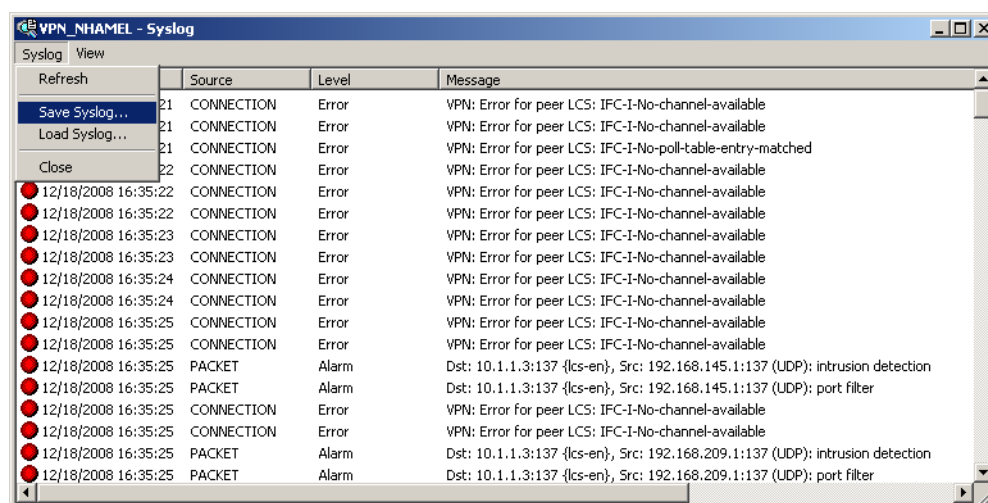 VPN_NHAMEL - Syslog
Syslog View
Refresh
Save Syslog...
Load Syslog...
Close
Source Level Message
21 CONNECTION Error VPN: Error for peer LCS: IFC-I-No-channel-available
21 CONNECTION Error VPN: Error for peer LCS: IFC-I-No-channel-available
21 CONNECTION Error VPN: Error for peer LCS: IFC-I-No-poll-table-entry-matched
22 CONNECTION Error VPN: Error for peer LCS: IFC-I-No-channel-available
12/18/2008 16:35:22 CONNECTION Error VPN: Error for peer LCS: IFC-I-No-channel-available
12/18/2008 16:35:22 CONNECTION Error VPN: Error for peer LCS: IFC-I-No-channel-available
12/18/2008 16:35:23 CONNECTION Error VPN: Error for peer LCS: IFC-I-No-channel-available
12/18/2008 16:35:23 CONNECTION Error VPN: Error for peer LCS: IFC-I-No-channel-available
12/18/2008 16:35:24 CONNECTION Error VPN: Error for peer LCS: IFC-I-No-channel-available
12/18/2008 16:35:24 CONNECTION Error VPN: Error for peer LCS: IFC-I-No-channel-available
12/18/2008 16:35:25 CONNECTION Error VPN: Error for peer LCS: IFC-I-No-channel-available
12/18/2008 16:35:25 CONNECTION Error VPN: Error for peer LCS: IFC-I-No-channel-available
12/18/2008 16:35:25 PACKET Alarm Dst: 10.1.1.3:137 {lcs-en}, Src: 192.168.145.1:137 (UDP): intrusion detection
12/18/2008 16:35:25 PACKET Alarm Dst: 10.1.1.3:137 {lcs-en}, Src: 192.168.145.1:137 (UDP): port filter
12/18/2008 16:35:25 CONNECTION Error VPN: Error for peer LCS: IFC-I-No-channel-available
12/18/2008 16:35:25 CONNECTION Error VPN: Error for peer LCS: IFC-I-No-channel-available
12/18/2008 16:35:25 PACKET Alarm Dst: 10.1.1.3:137 {lcs-en}, Src: 192.168.209.1:137 (UDP): intrusion detection
12/18/2008 16:35:25 PACKET Alarm Dst: 10.1.1.3:137 {lcs-en}, Src: 192.168.209.1:137 (UDP): port filter